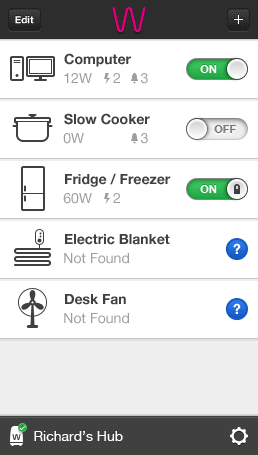 Edit W +
Computer
12W 2 3 ON
Slow Cooker
0W 3 OFF
Fridge / Freezer
60W 2 ON
Electric Blanket
Not Found ?
Desk Fan
Not Found ?
W Richard's Hub